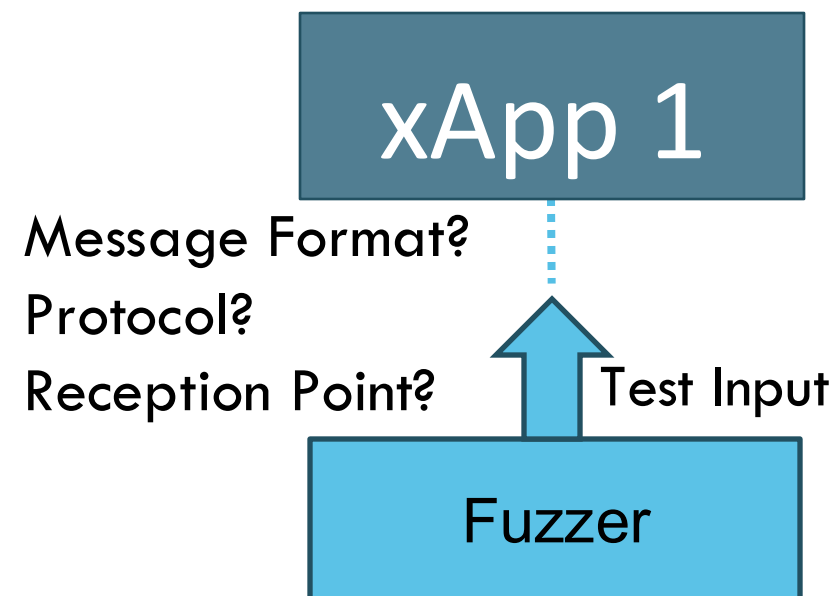 xApp 1
Message Format?
Protocol?
Reception Point?
Test Input
Fuzzer